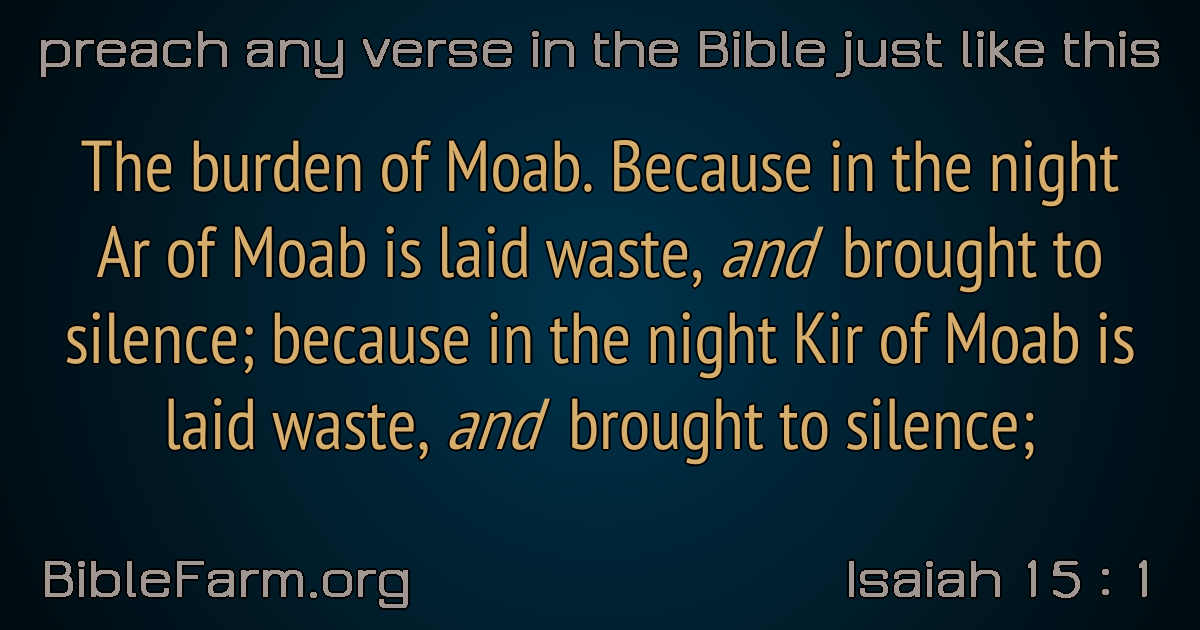 preach any verse in the Bible just like this
The burden of Moab. Because in the night
Ar of Moab is laid waste, and brought to
silence; because in the night Kir of Moab is
laid waste, and brought to silence;
BibleFarm.org
Isaiah 15 : 1